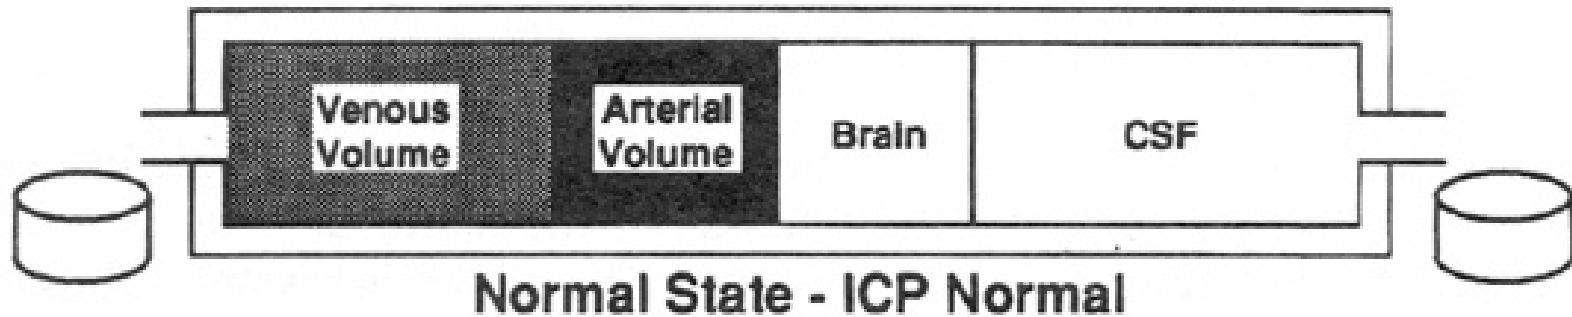 Venous
Volume
Arterial
Volume
Brain
CSF
Normal State - ICP Normal